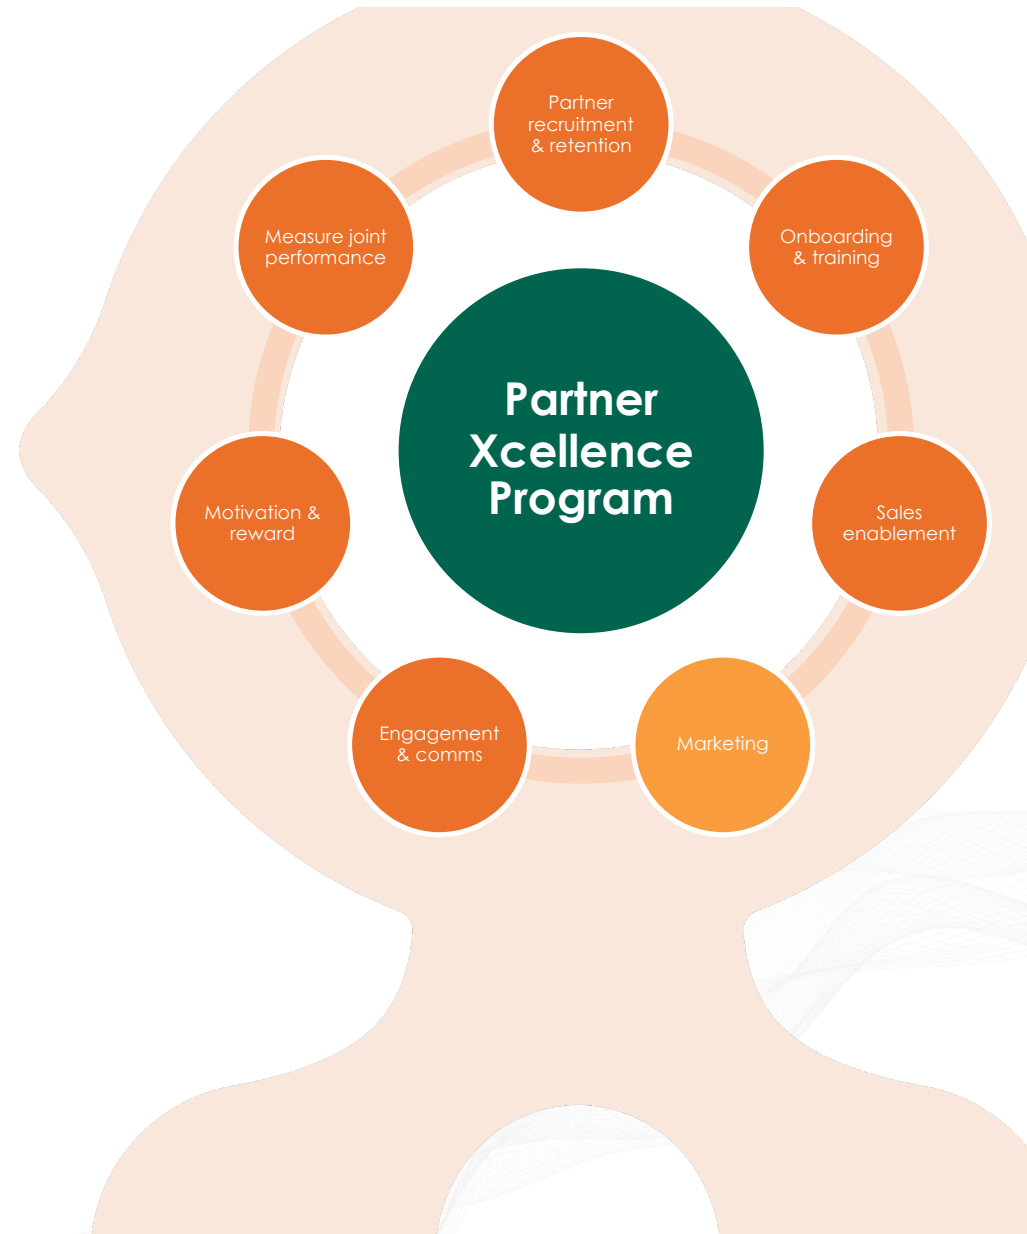 Partner
recruitment
& retention
Measure joint
performance
Onboarding
& training
Partner
Xcellence
Program
Motivation &
reward
Sales
enablement
Engagement
& comms
Marketing